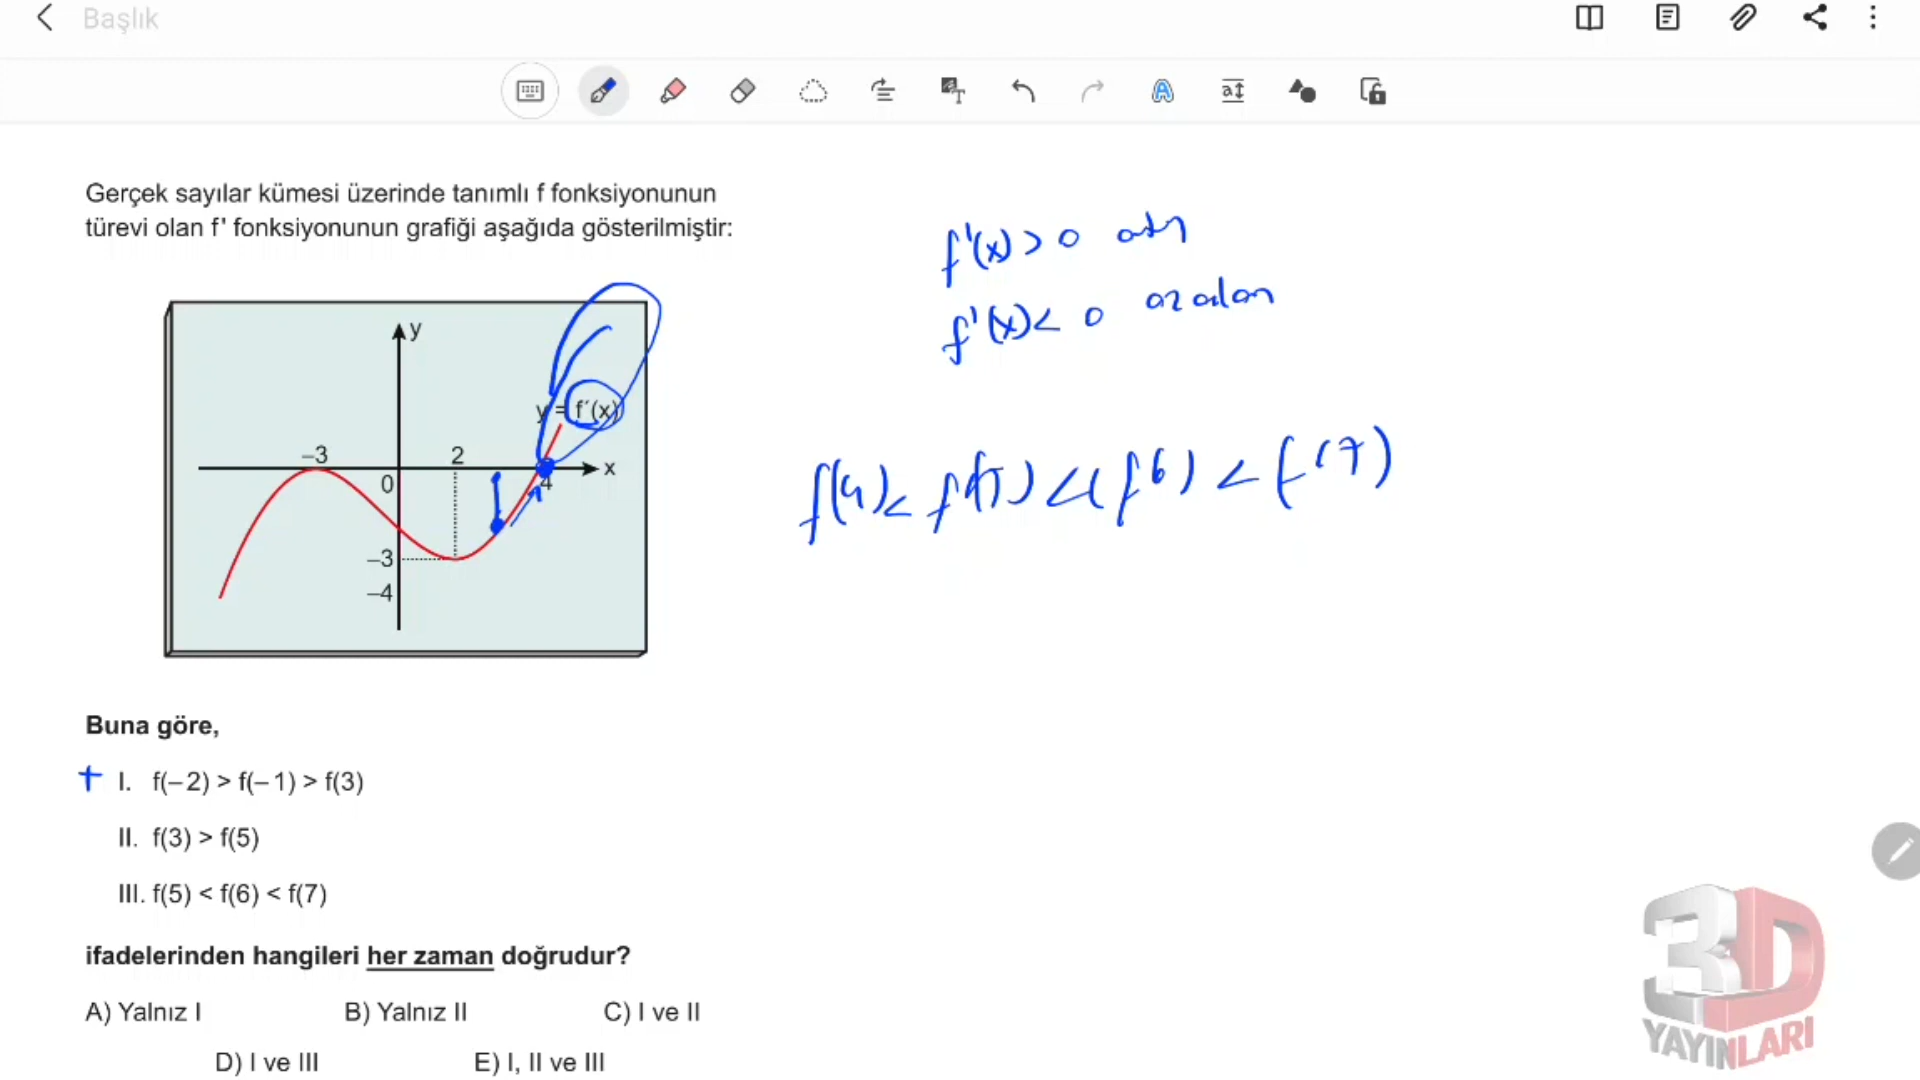 Başlık
Gerçek sayılar kümesi üzerinde tanımlı f fonksiyonunun
türevi olan f' fonksiyonunun grafiği aşağıda gösterilmiştir:
f'(x) > 0 artn
f'(x) < 0 azalan
y
y = f'(x)
-3
2
x
0
4
-3
-4
f(4) < f(5) < (f6) < f(7)
Buna göre,
+ I. f(-2) > f(-1) > f(3)
II. f(3) > f(5)
III. f(5) < f(6) < f(7)
ifadelerinden hangileri her zaman doğrudur?
A) Yalnız I B) Yalnız II C) I ve II
D) I ve III E) I, II ve III
3D
YAYINLARI